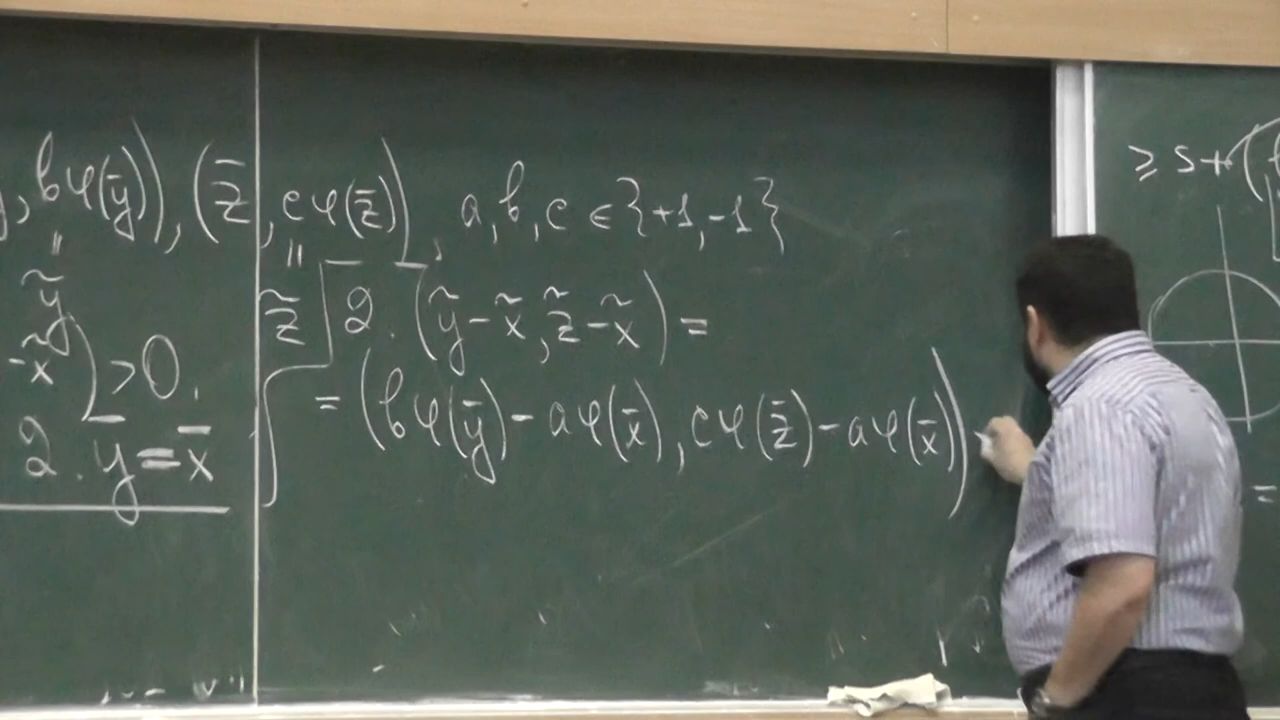 , bφ(ȳ)), (z̄, cφ(z̄)), a, b, c ∈ {+1, -1}
ỹ = z̃
-x̃) > 0.
2. ȳ = x̄
2. (ỹ - x̃, z̃ - x̃) =
= (bφ(ȳ) - aφ(x̄), cφ(z̄) - aφ(x̄))
≥ s + (
=